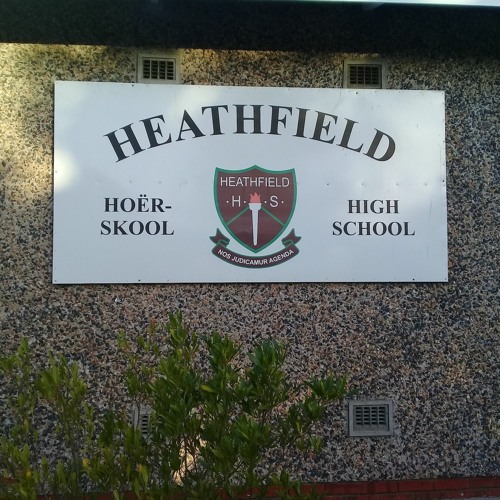 HEATHFIELD
HOËR-
SKOOL
HEATHFIELD
·H· ·S·
NOS JUDICAMUR AGENDA
HIGH
SCHOOL